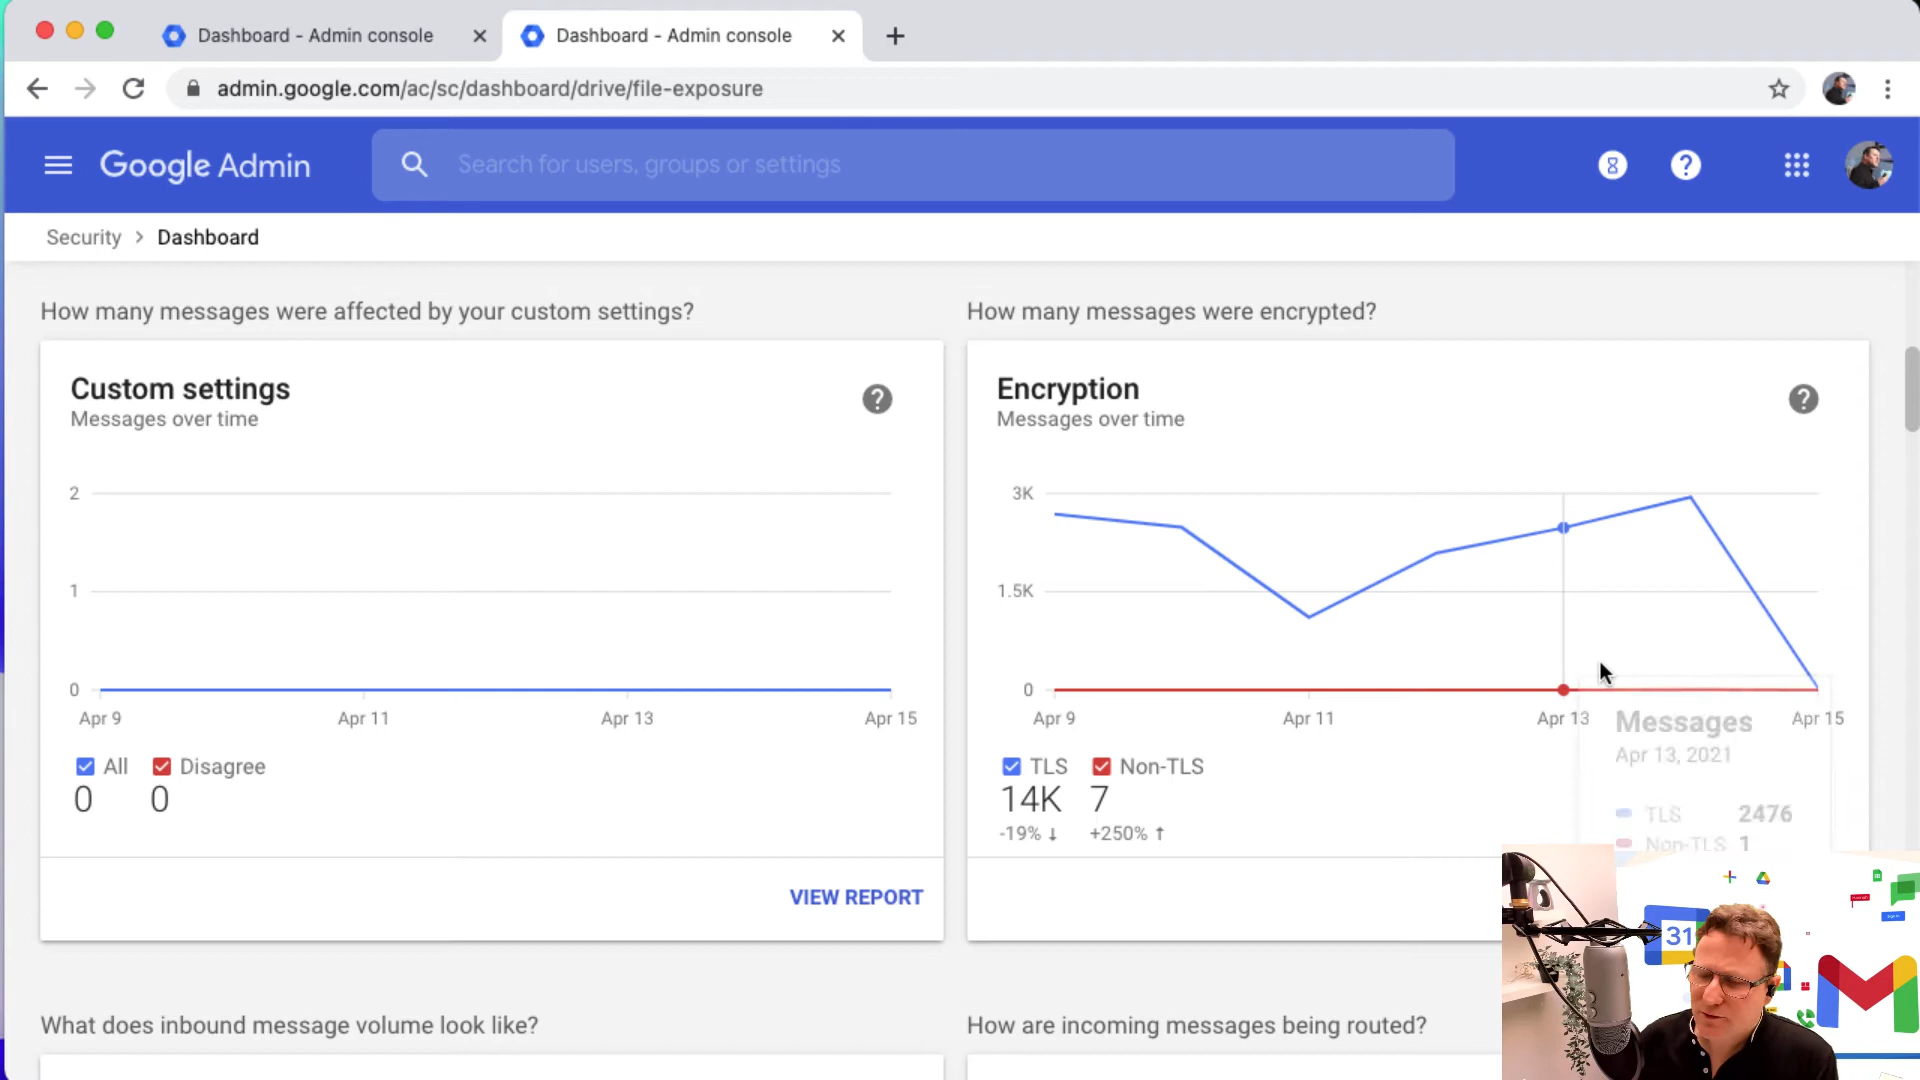 Dashboard - Admin console
Dashboard - Admin console
admin.google.com/ac/sc/dashboard/drive/file-exposure
Google Admin
Search for users, groups or settings
Security > Dashboard
How many messages were affected by your custom settings?
Custom settings
Messages over time
2
1
0
Apr 9 Apr 11 Apr 13 Apr 15
All Disagree
0 0
VIEW REPORT
How many messages were encrypted?
Encryption
Messages over time
3K
1.5K
0
Apr 9 Apr 11 Apr 13 Apr 15
TLS Non-TLS
14K 7
-19% ↓ +250% ↑
Messages
Apr 13, 2021
TLS 2476
Non-TLS 1
31
What does inbound message volume look like?
How are incoming messages being routed?